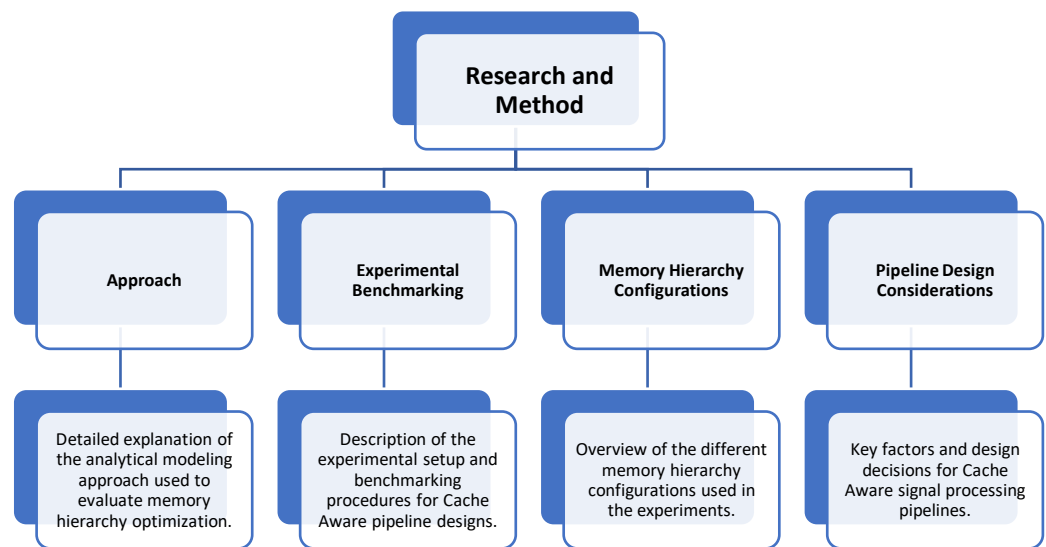 Research and
Method
Approach
Experimental
Benchmarking
Memory Hierarchy
Configurations
Pipeline Design
Considerations
Detailed explanation of
the analytical modeling
approach used to
evaluate memory
hierarchy optimization.
Description of the
experimental setup and
benchmarking
procedures for Cache
Aware pipeline designs.
Overview of the different
memory hierarchy
configurations used in
the experiments.
Key factors and design
decisions for Cache
Aware signal processing
pipelines.